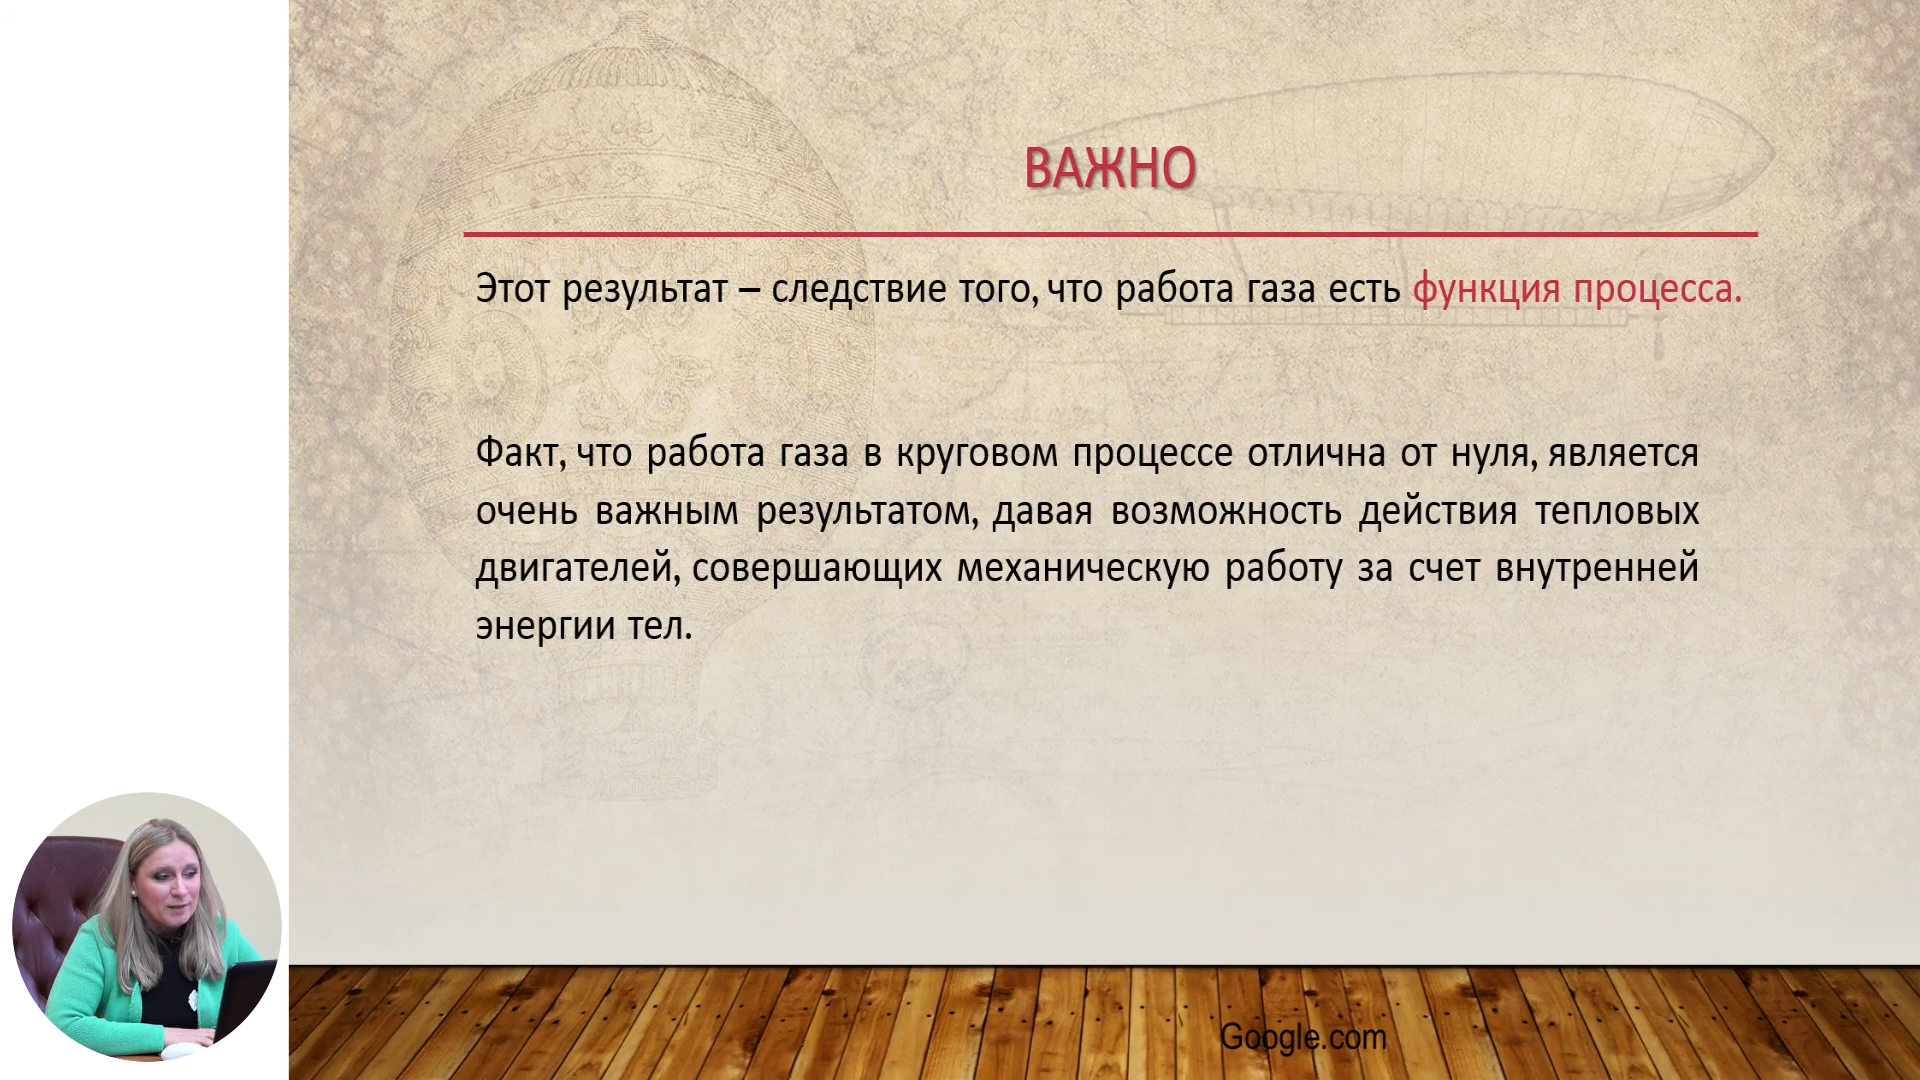 ВАЖНО
Этот результат – следствие того, что работа газа есть функция процесса.
Факт, что работа газа в круговом процессе отлична от нуля, является
очень важным результатом, давая возможность действия тепловых
двигателей, совершающих механическую работу за счет внутренней
энергии тел.
Google.com